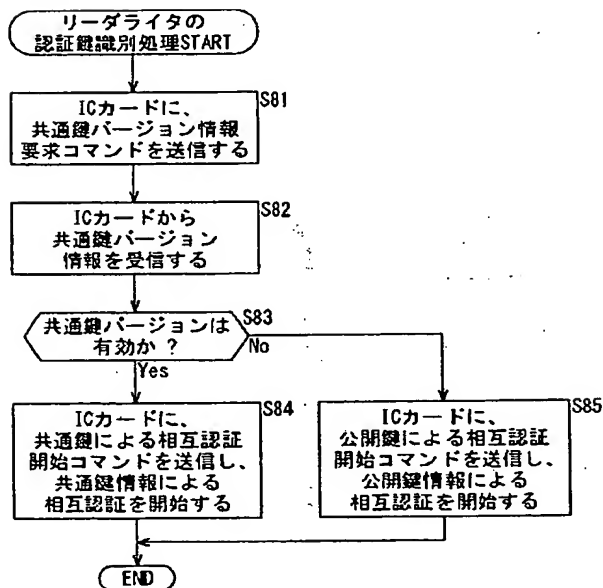 リーダライタの
認証鍵識別処理START
S81
ICカードに、
共通鍵バージョン情報
要求コマンドを送信する
S82
ICカードから
共通鍵バージョン
情報を受信する
S83
共通鍵バージョンは
有効か ?
No
Yes
S84
ICカードに、
共通鍵による相互認証
開始コマンドを送信し、
共通鍵情報による
相互認証を開始する
S85
ICカードに、
公開鍵による相互認証
開始コマンドを送信し、
公開鍵情報による
相互認証を開始する
END